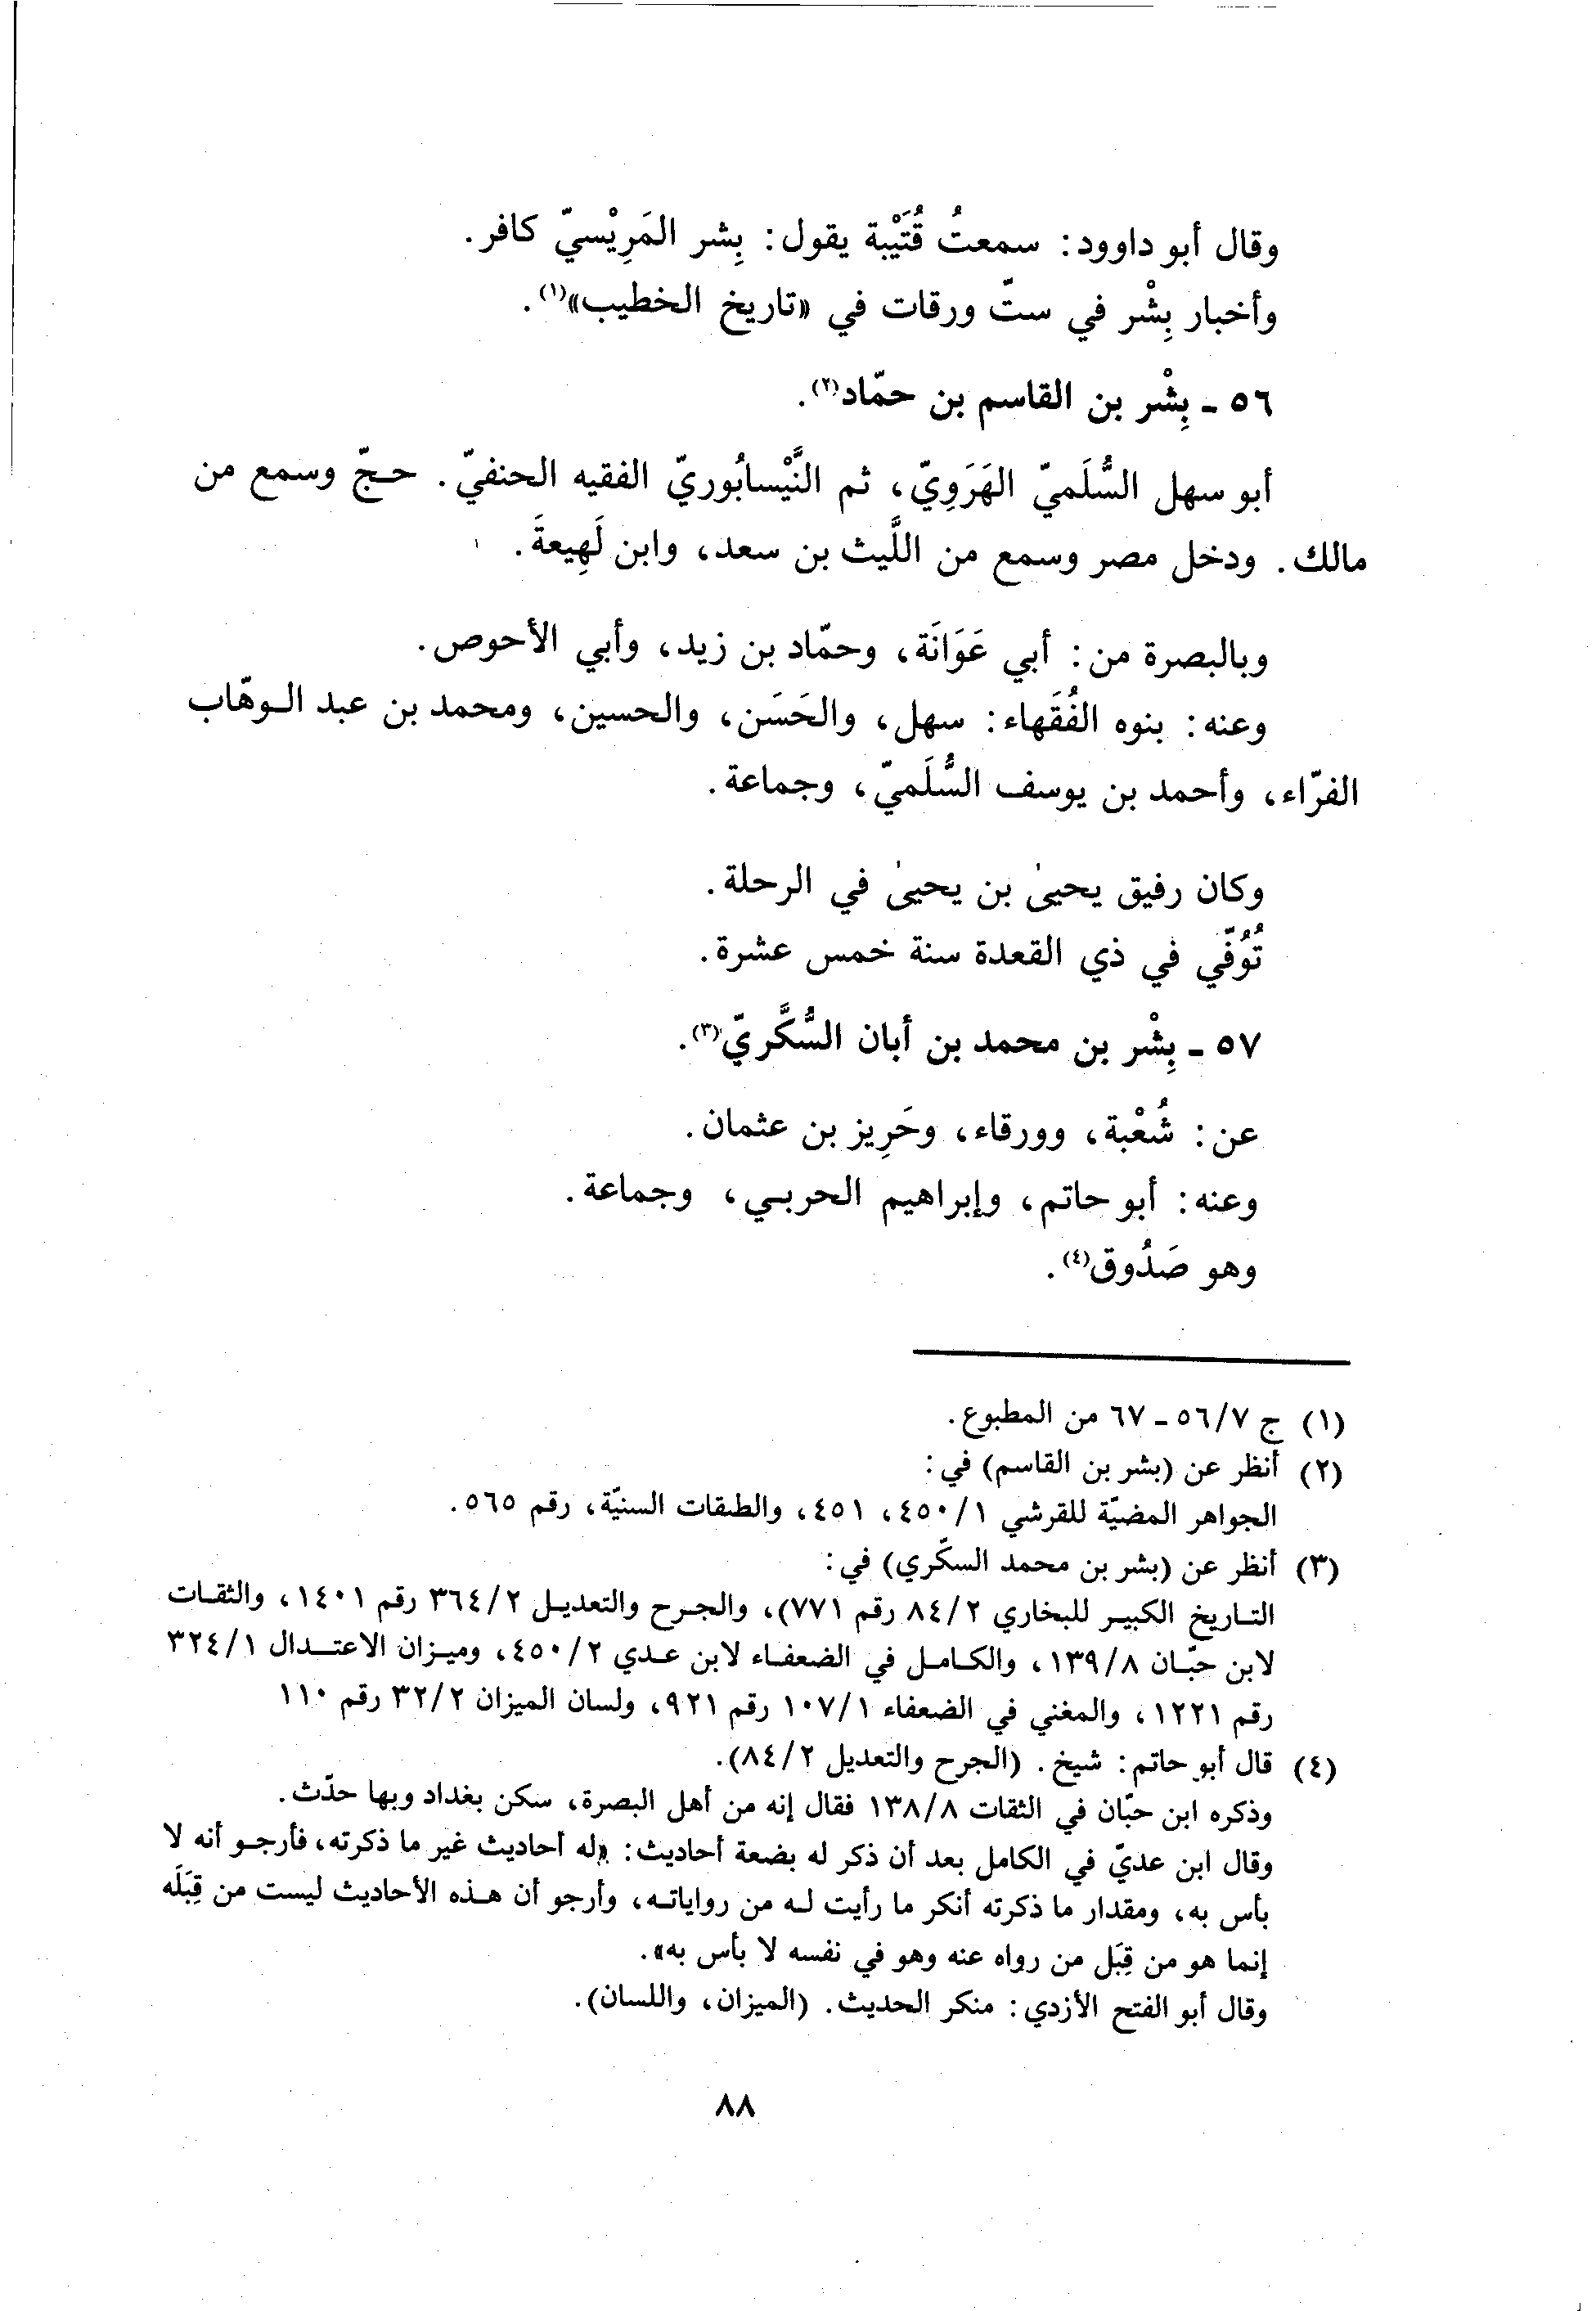 وقال أبو داوود: سمعتُ قُتَيْبة يقول: بِشر المَرِيْسيّ كافر.
وأخبار بِشْر في ستّ ورقات في «تاريخ الخطيب»(١).
٥٦ ـ بِشْر بن القاسم بن حمّاد(٢).
أبو سهل السُّلَميّ الهَرَوِيّ، ثم النَّيْسابُوريّ الفقيه الحنفيّ. حجّ وسمع من
مالك. ودخل مصر وسمع من اللَّيث بن سعد، وابن لَهِيعةَ.
وبالبصرة من: أبي عَوَانَة، وحمّاد بن زيد، وأبي الأحوص.
وعنه: بنوه الفُقَهاء: سهل، والحَسَن، والحسين، ومحمد بن عبد الوهّاب
الفرّاء، وأحمد بن يوسف السُّلَميّ، وجماعة.
وكان رفيق يحيىٰ بن يحيىٰ في الرحلة.
تُوُفّي في ذي القعدة سنة خمس عشرة.
٥٧ ـ بِشْر بن محمد بن أبان السُّكَّريّ(٣).
عن: شُعْبة، وورقاء، وحَرِيز بن عثمان.
وعنه: أبو حاتم، وإبراهيم الحربي، وجماعة.
وهو صَدُوق(٤).
(١) ج ٥٦/٧ ـ ٦٧ من المطبوع.
(٢) أنظر عن (بشر بن القاسم) في:
الجواهر المضيّة للقرشي ٤٥٠/١، ٤٥١، والطبقات السنيّة، رقم ٥٦٥.
(٣) أنظر عن (بشر بن محمد السكّري) في:
التاريخ الكبير للبخاري ٨٤/٢ رقم ٧٧١)، والجرح والتعديل ٣٦٤/٢ رقم ١٤٠١، والثقات
لابن حبّان ١٣٩/٨، والكامل في الضعفاء لابن عدي ٤٥٠/٢، وميزان الاعتدال ٣٢٤/١
رقم ١٢٢١، والمغني في الضعفاء ١٠٧/١ رقم ٩٢١، ولسان الميزان ٣٢/٢ رقم ١١٠
(٤) قال أبو حاتم: شيخ. (الجرح والتعديل ٨٤/٢).
وذكره ابن حبّان في الثقات ١٣٨/٨ فقال إنه من أهل البصرة، سكن بغداد وبها حدّث.
وقال ابن عديّ في الكامل بعد أن ذكر له بضعة أحاديث: «له أحاديث غير ما ذكرته، فأرجو أنه لا
بأس به، ومقدار ما ذكرته أنكر ما رأيت له من رواياته، وأرجو أن هذه الأحاديث ليست من قِبَلَه
إنما هو من قِبَل من رواه عنه وهو في نفسه لا بأس به».
وقال أبو الفتح الأزدي: منكر الحديث. (الميزان، واللسان).
٨٨